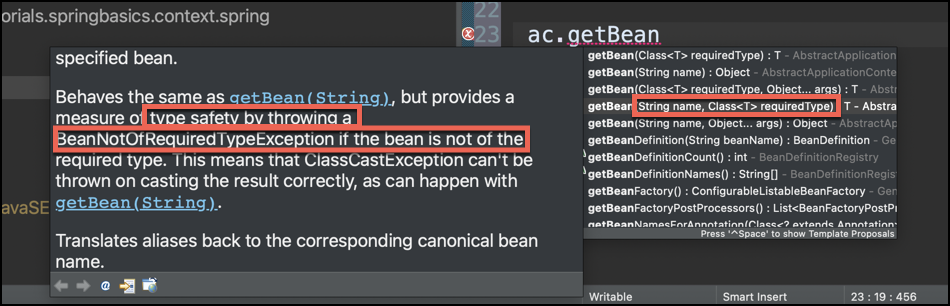 orials.springbasics.context.spring
22
23
ac.getBean
specified bean.
Behaves the same as getBean(String), but provides a
measure of type safety by throwing a
BeanNotOfRequiredTypeException if the bean is not of the
required type. This means that ClassCastException can't be
thrown on casting the result correctly, as can happen with
getBean(String).
Translates aliases back to the corresponding canonical bean
name.
avaSE
getBean(Class<T> requiredType) : T - AbstractApplication
getBean(String name) : Object - AbstractApplicationConte
getBean(Class<T> requiredType, Object... args) : T - Abs
getBean(String name, Class<T> requiredType) : T - Abstra
getBean(String name, Object... args) : Object - Abstract
getBeanDefinition(String beanName) : BeanDefinition - G
getBeanDefinitionCount() : int - BeanDefinitionRegistry
getBeanDefinitionNames() : String[] - BeanDefinitionReg
getBeanFactory() : ConfigurableListableBeanFactory - Gen
getBeanFactoryPostProcessors() : List<BeanFactoryPostPr
getBeanNamesForAnnotation(Class<? extends Annotation>
Press '^Space' to show Template Proposals
Writable
Smart Insert
23 : 19 : 456